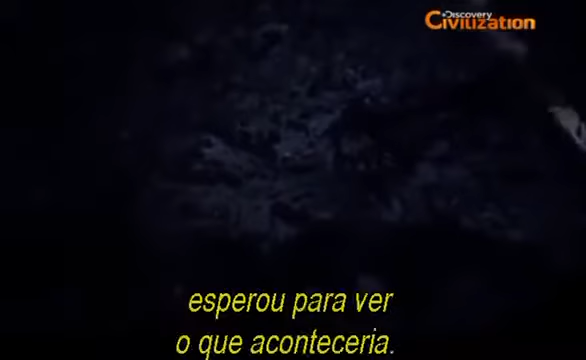 Discovery
CIVILIZATION
esperou para ver
o que aconteceria.